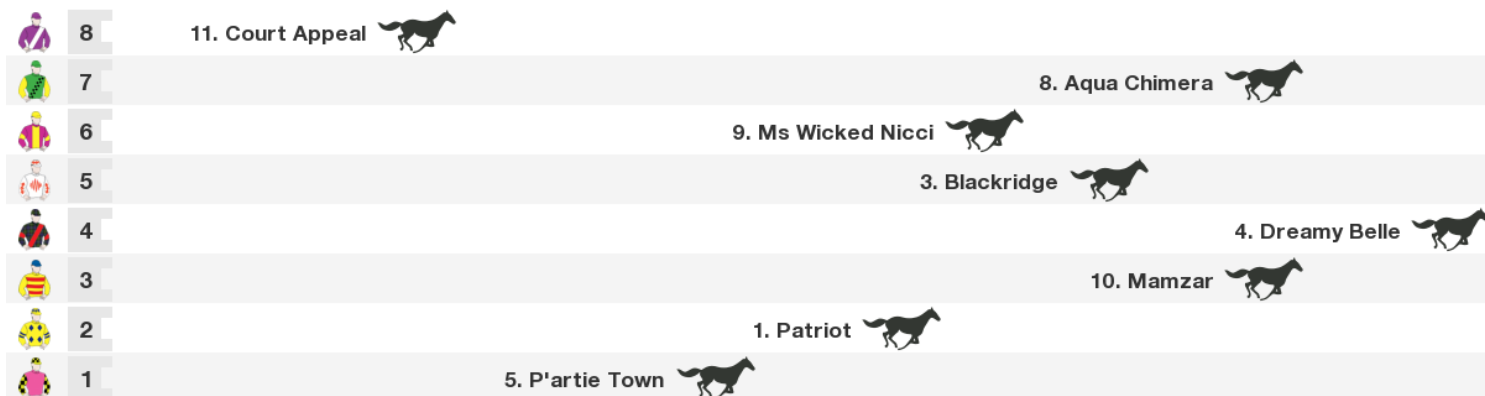 8 11. Court Appeal
7 8. Aqua Chimera
6 9. Ms Wicked Nicci
5 3. Blackridge
4 4. Dreamy Belle
3 10. Mamzar
2 1. Patriot
1 5. P'artie Town